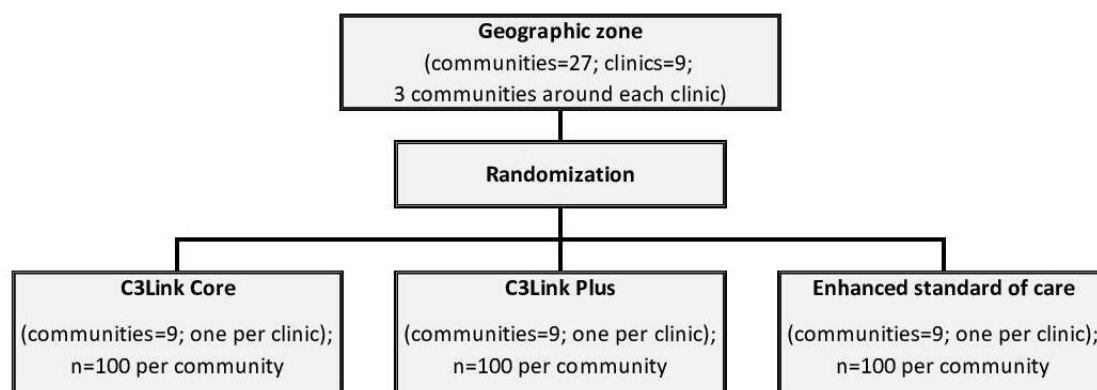 Geographic zone
(communities=27; clinics=9;
3 communities around each clinic)
Randomization
C3Link Core
(communities=9; one per clinic);
n=100 per community
C3Link Plus
(communities=9; one per clinic);
n=100 per community
Enhanced standard of care
(communities=9; one per clinic);
n=100 per community